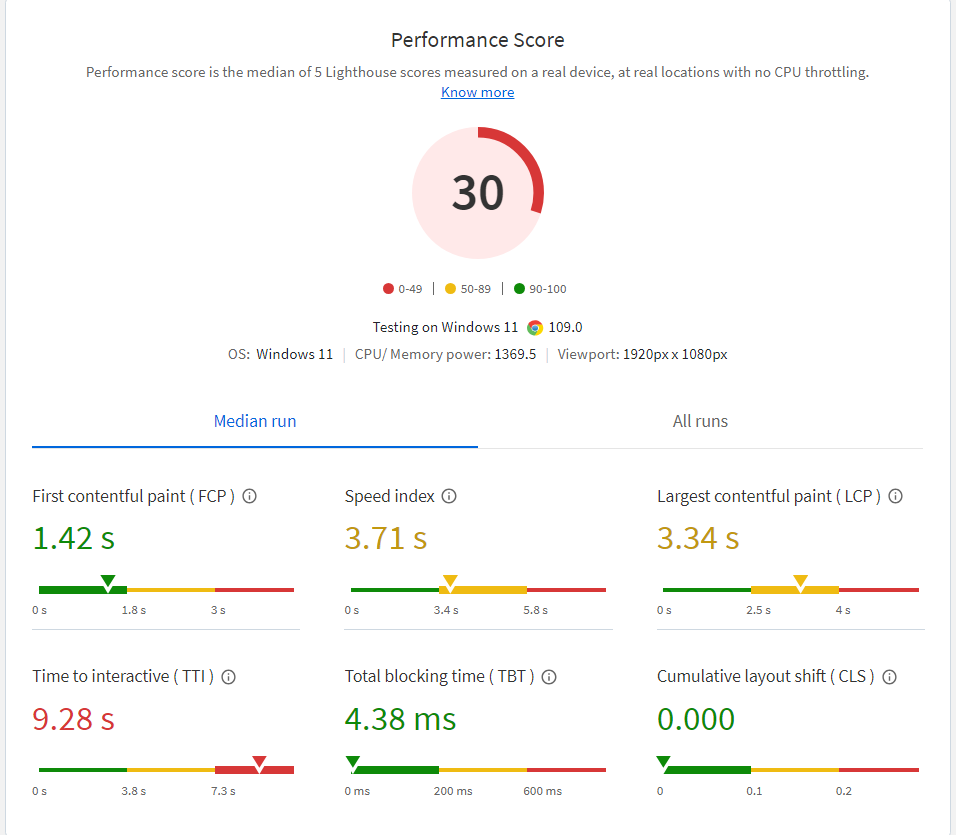 Performance Score
Performance score is the median of 5 Lighthouse scores measured on a real device, at real locations with no CPU throttling.
Know more
30
0-49 | 50-89 | 90-100
Testing on Windows 11 109.0
OS: Windows 11 | CPU/ Memory power: 1369.5 | Viewport: 1920px x 1080px
Median run All runs
First contentful paint ( FCP )
1.42 s
0 s 1.8 s 3 s
Speed index
3.71 s
0 s 3.4 s 5.8 s
Largest contentful paint ( LCP )
3.34 s
0 s 2.5 s 4 s
Time to interactive ( TTI )
9.28 s
0 s 3.8 s 7.3 s
Total blocking time ( TBT )
4.38 ms
0 ms 200 ms 600 ms
Cumulative layout shift ( CLS )
0.000
0 0.1 0.2